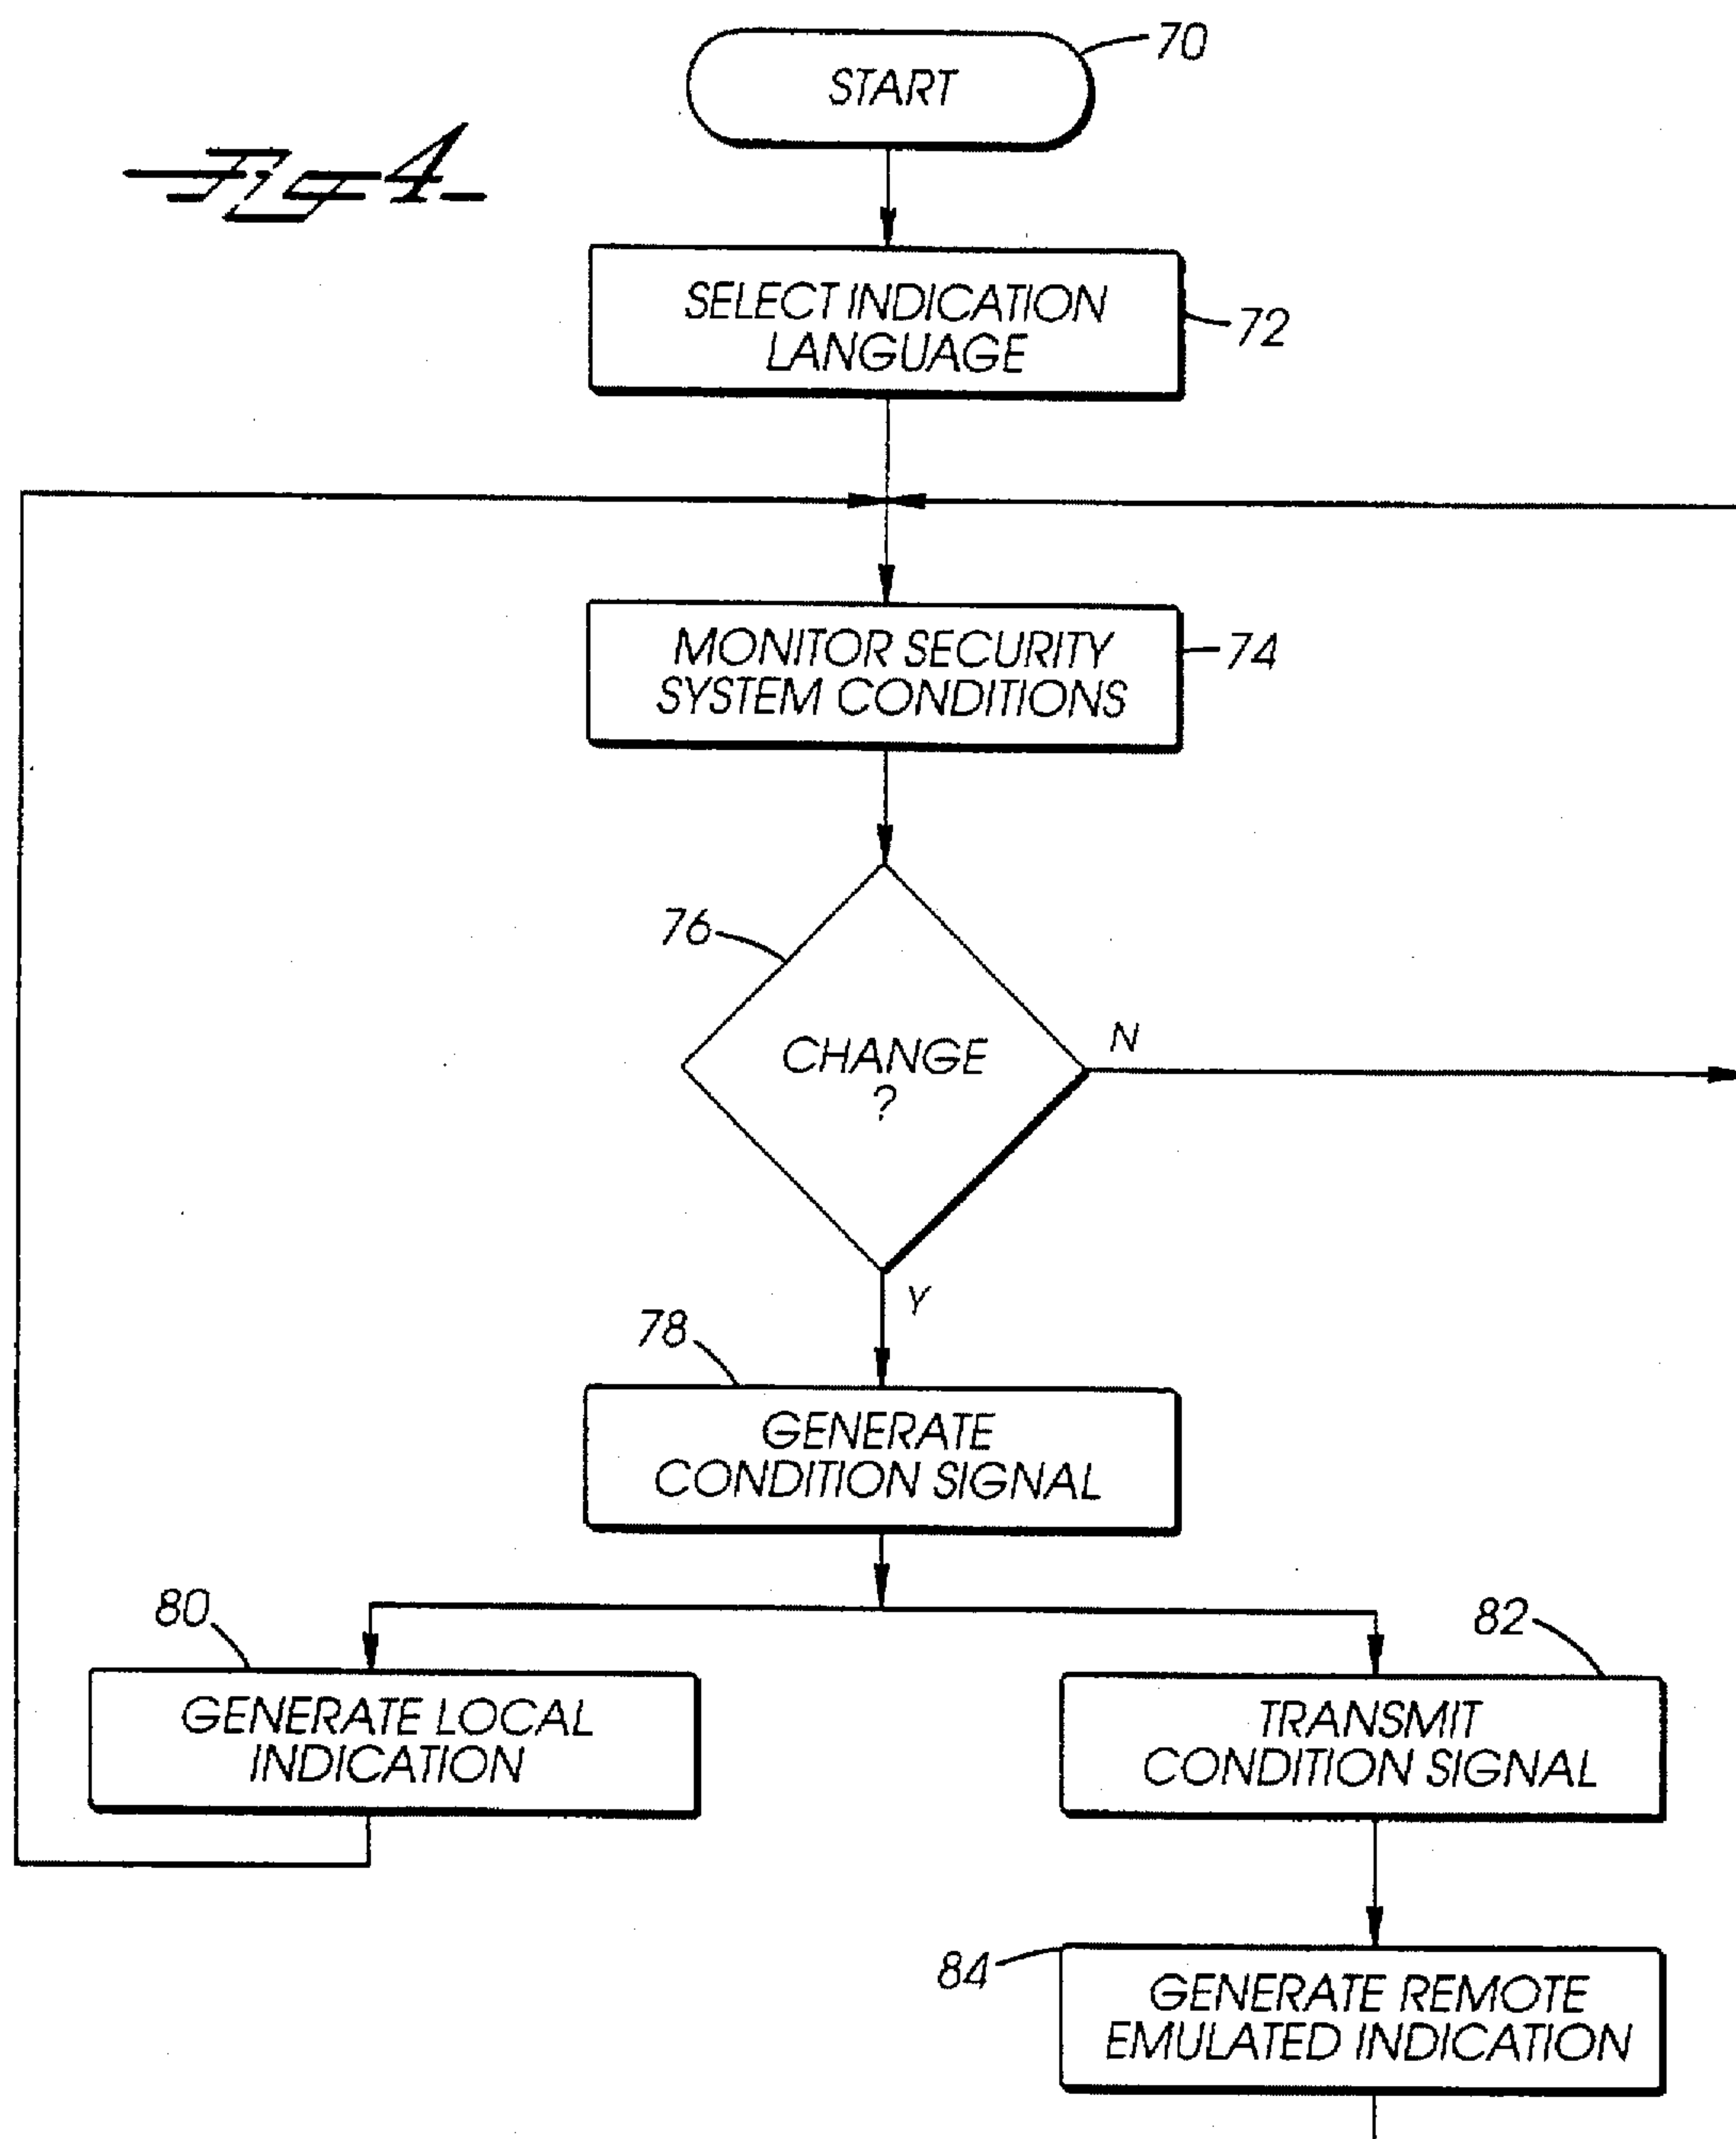 Fig 4
70
START
SELECT INDICATION
LANGUAGE
72
MONITOR SECURITY
SYSTEM CONDITIONS
74
76
CHANGE
?
N
Y
78
GENERATE
CONDITION SIGNAL
80
GENERATE LOCAL
INDICATION
82
TRANSMIT
CONDITION SIGNAL
84
GENERATE REMOTE
EMULATED INDICATION